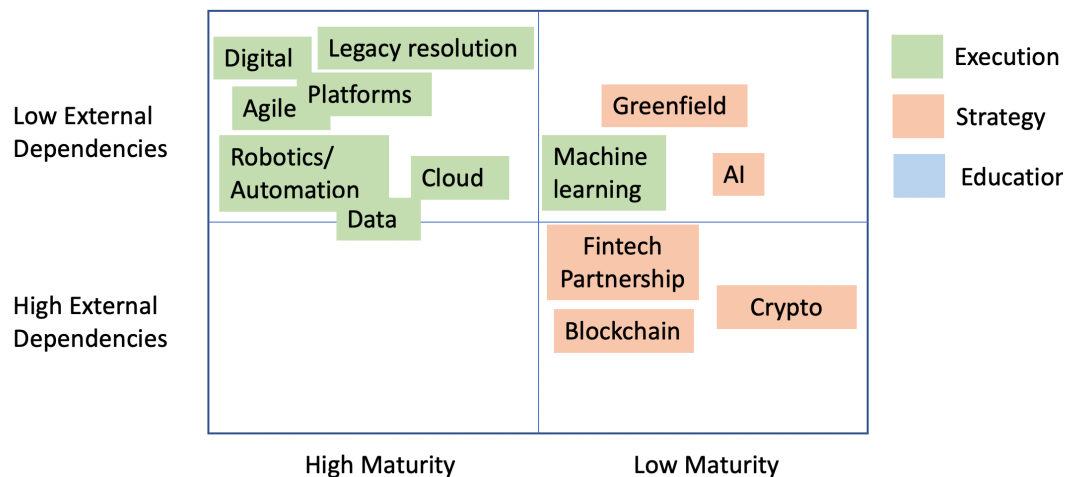 Digital
Legacy resolution
Agile
Platforms
Robotics/
Automation
Cloud
Data
Greenfield
Machine
learning
AI
Fintech
Partnership
Blockchain
Crypto
Low External
Dependencies
High External
Dependencies
High Maturity
Low Maturity
Execution
Strategy
Educatior